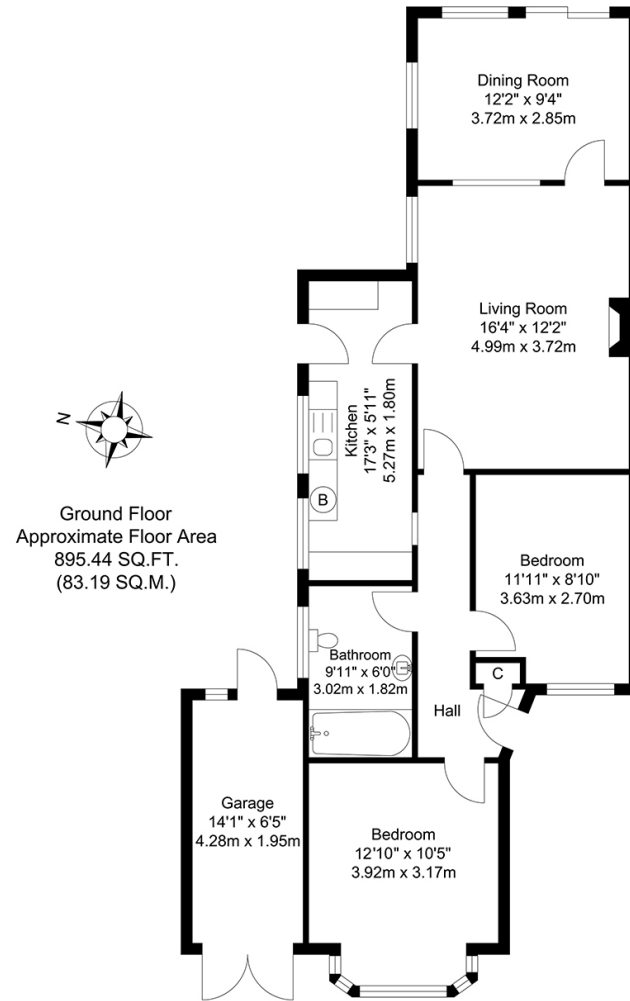 Dining Room
12'2" x 9'4"
3.72m x 2.85m
Living Room
16'4" x 12'2"
4.99m x 3.72m
Kitchen
17'3" x 5'11"
5.27m x 1.80m
B
N
Ground Floor
Approximate Floor Area
895.44 SQ.FT.
(83.19 SQ.M.)
Bedroom
11'11" x 8'10"
3.63m x 2.70m
Bathroom
9'11" x 6'0"
3.02m x 1.82m
C
Hall
Garage
14'1" x 6'5"
4.28m x 1.95m
Bedroom
12'10" x 10'5"
3.92m x 3.17m